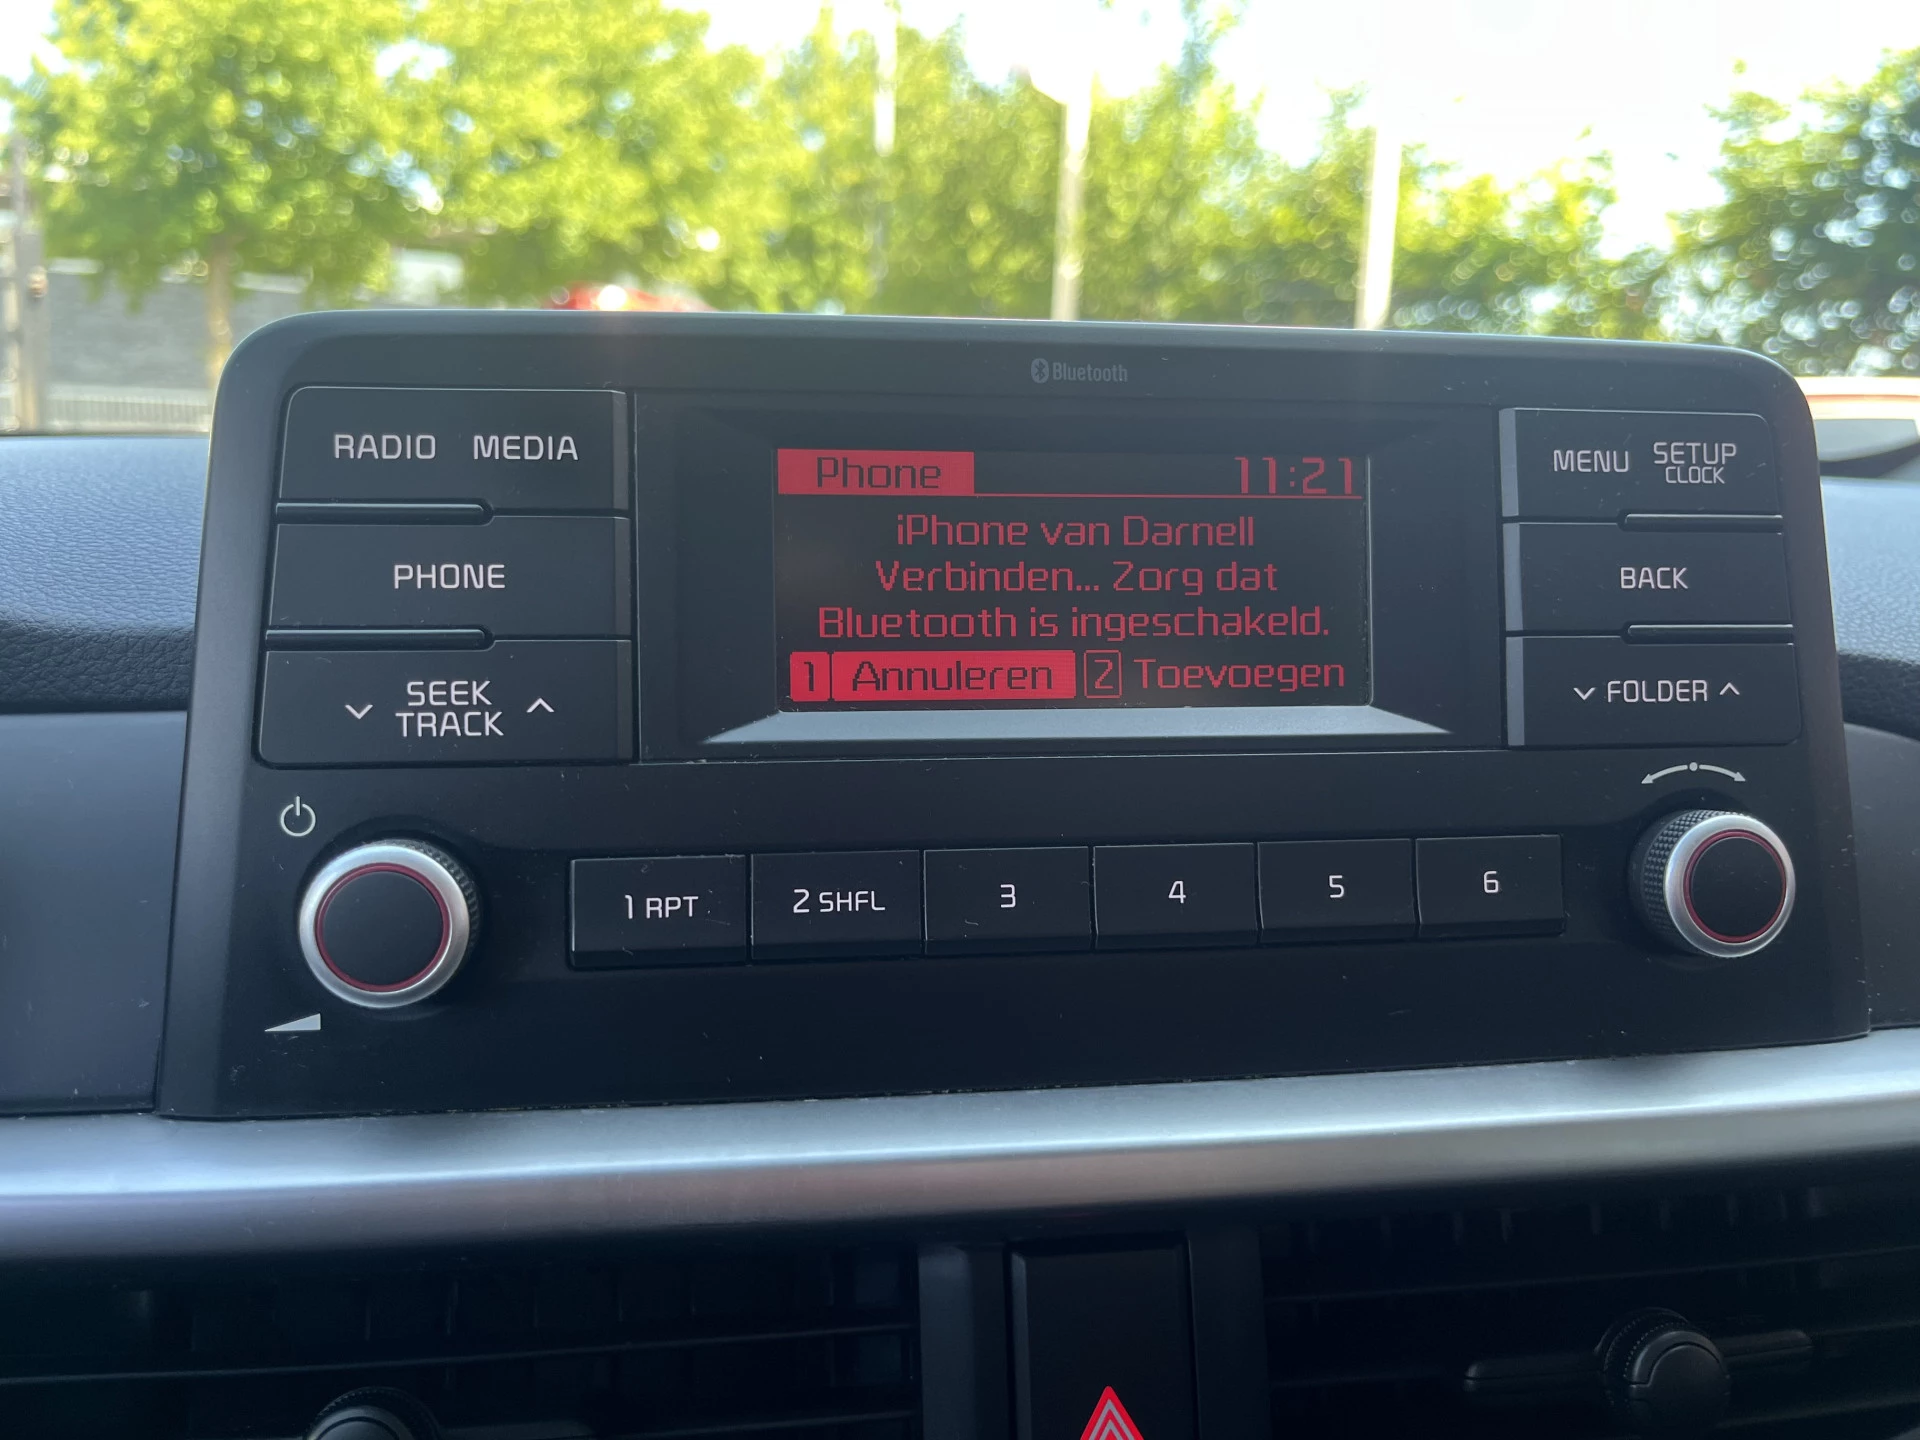 Bluetooth
RADIO MEDIA
PHONE
SEEK
TRACK
Phone 11:21
iPhone van Darnell
Verbinden... Zorg dat
Bluetooth is ingeschakeld.
1 Annuleren 2 Toevoegen
MENU SETUP
CLOCK
BACK
FOLDER
1 RPT 2 SHFL 3 4 5 6